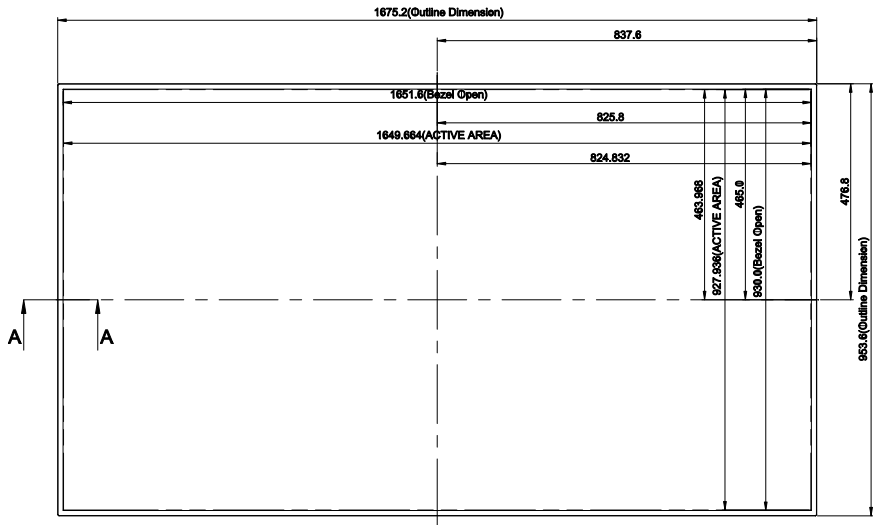 1675.2(Outline Dimension)
837.6
1651.6(Bezel Open)
825.8
1649.664(ACTIVE AREA)
824.832
463.968
927.936(ACTIVE AREA)
465.0
930.0(Bezel Open)
476.8
953.6(Outline Dimension)
A
A